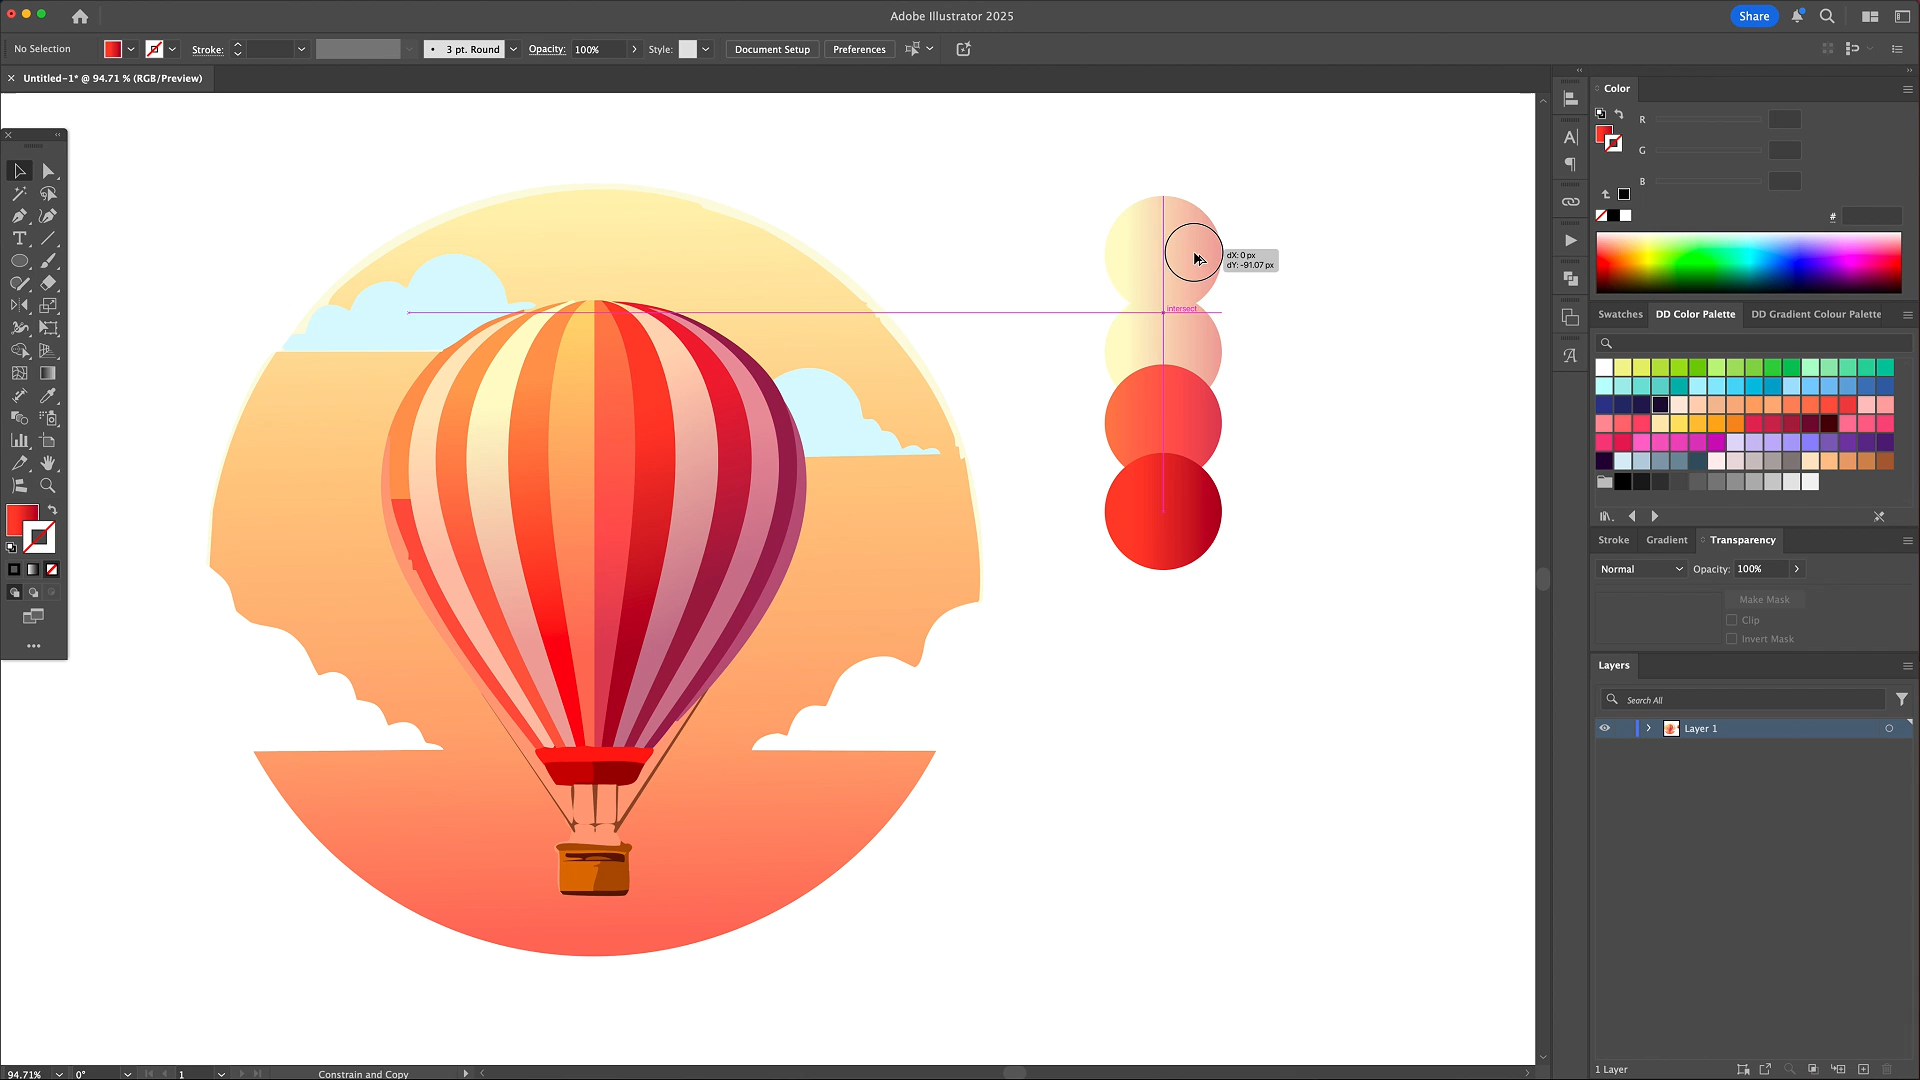 Adobe Illustrator 2025
Share
No Selection
Stroke:
3 pt. Round
Opacity:
100%
Style:
Document Setup
Preferences
Untitled-1* @ 94.71 % (RGB/Preview)
Color
R
G
B
#
dX: 0 px
dY: -91.07 px
intersect
Swatches
DD Color Palette
DD Gradient Colour Palette
Stroke
Gradient
Transparency
Normal
Opacity:
100%
Make Mask
Clip
Invert Mask
Layers
Search All
Layer 1
94.71%
0°
1
Constrain and Copy
1 Layer